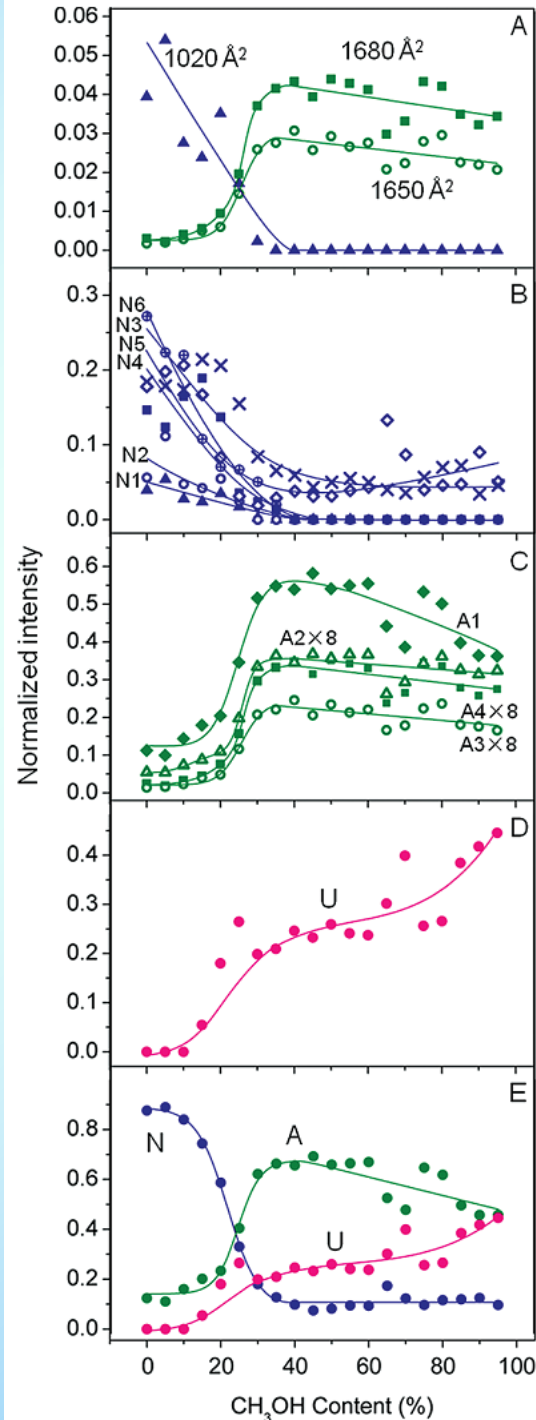 A
0.06
0.05
0.04
0.03
0.02
0.01
0.00
1020 Å²
1680 Å²
1650 Å²
B
0.3
0.2
0.1
0.0
N6
N3
N5
N4
N2
N1
C
0.6
0.5
0.4
0.3
0.2
0.1
0.0
A1
A2×8
A4×8
A3×8
D
0.4
0.3
0.2
0.1
0.0
U
E
0.8
0.6
0.4
0.2
0.0
N
A
U
0 20 40 60 80 100
CH₃OH Content (%)
Normalized intensity